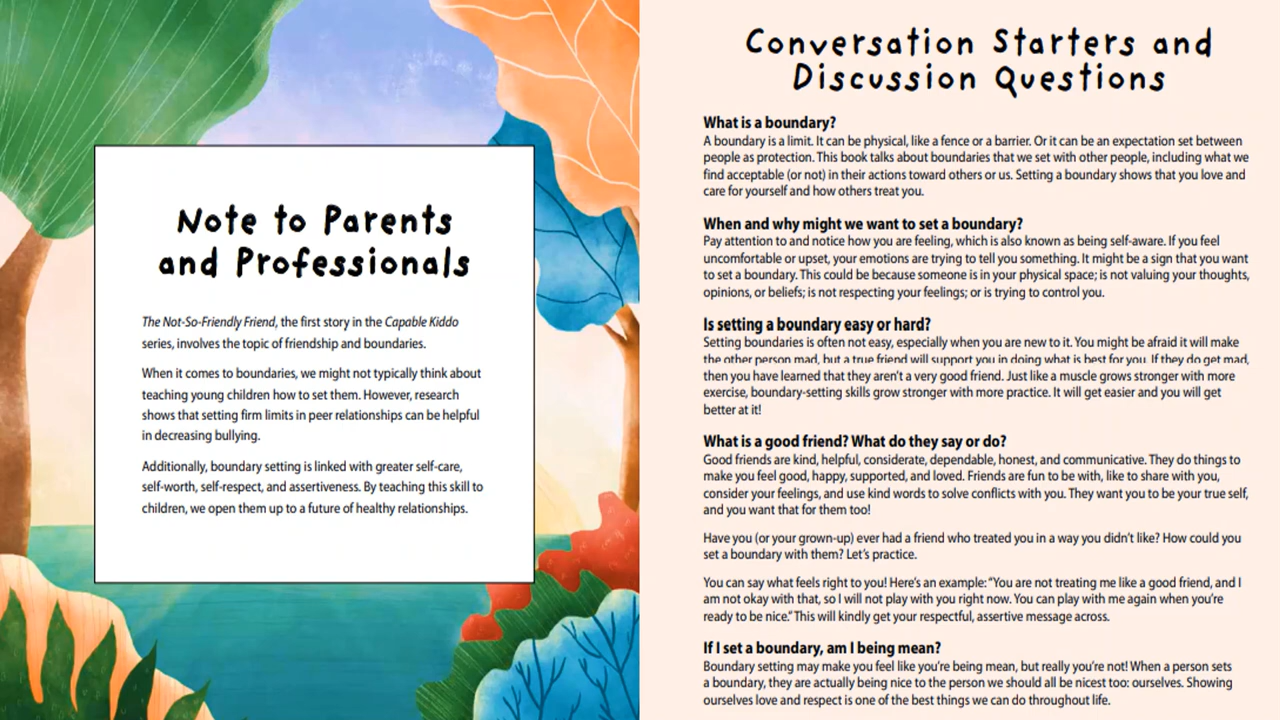 Note to Parents
and Professionals
The Not-So-Friendly Friend, the first story in the Capable Kiddo
series, involves the topic of friendship and boundaries.
When it comes to boundaries, we might not typically think about
teaching young children how to set them. However, research
shows that setting firm limits in peer relationships can be helpful
in decreasing bullying.
Additionally, boundary setting is linked with greater self-care,
self-worth, self-respect, and assertiveness. By teaching this skill to
children, we open them up to a future of healthy relationships.
Conversation Starters and
Discussion Questions
What is a boundary?
A boundary is a limit. It can be physical, like a fence or a barrier. Or it can be an expectation set between
people as protection. This book talks about boundaries that we set with other people, including what we
find acceptable (or not) in their actions toward others or us. Setting a boundary shows that you love and
care for yourself and how others treat you.
When and why might we want to set a boundary?
Pay attention to and notice how you are feeling, which is also known as being self-aware. If you feel
uncomfortable or upset, your emotions are trying to tell you something. It might be a sign that you want
to set a boundary. This could be because someone is in your physical space; is not valuing your thoughts,
opinions, or beliefs; is not respecting your feelings; or is trying to control you.
Is setting a boundary easy or hard?
Setting boundaries is often not easy, especially when you are new to it. You might be afraid it will make
the other person mad, but a true friend will support you in doing what is best for you. If they do get mad,
then you have learned that they aren't a very good friend. Just like a muscle grows stronger with more
exercise, boundary-setting skills grow stronger with more practice. It will get easier and you will get
better at it!
What is a good friend? What do they say or do?
Good friends are kind, helpful, considerate, dependable, honest, and communicative. They do things to
make you feel good, happy, supported, and loved. Friends are fun to be with, like to share with you,
consider your feelings, and use kind words to solve conflicts with you. They want you to be your true self,
and you want that for them too!
Have you (or your grown-up) ever had a friend who treated you in a way you didn't like? How could you
set a boundary with them? Let's practice.
You can say what feels right to you! Here's an example: "You are not treating me like a good friend, and I
am not okay with that, so I will not play with you right now. You can play with me again when you're
ready to be nice." This will kindly get your respectful, assertive message across.
If I set a boundary, am I being mean?
Boundary setting may make you feel like you're being mean, but really you're not! When a person sets
a boundary, they are actually being nice to the person we should all be nicest too: ourselves. Showing
ourselves love and respect is one of the best things we can do throughout life.